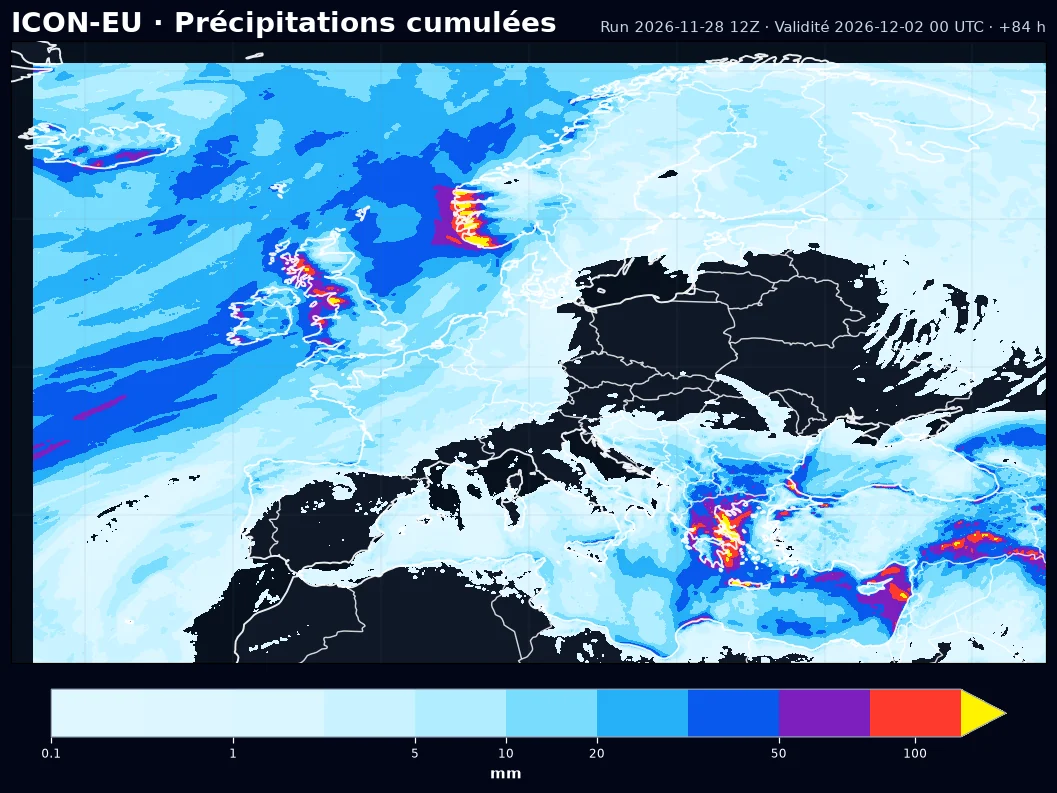 ICON-EU · Précipitations cumulées
Run 2026-11-28 12Z · Validité 2026-12-02 00 UTC · +84 h
0.1 1 5 10 20 50 100
mm